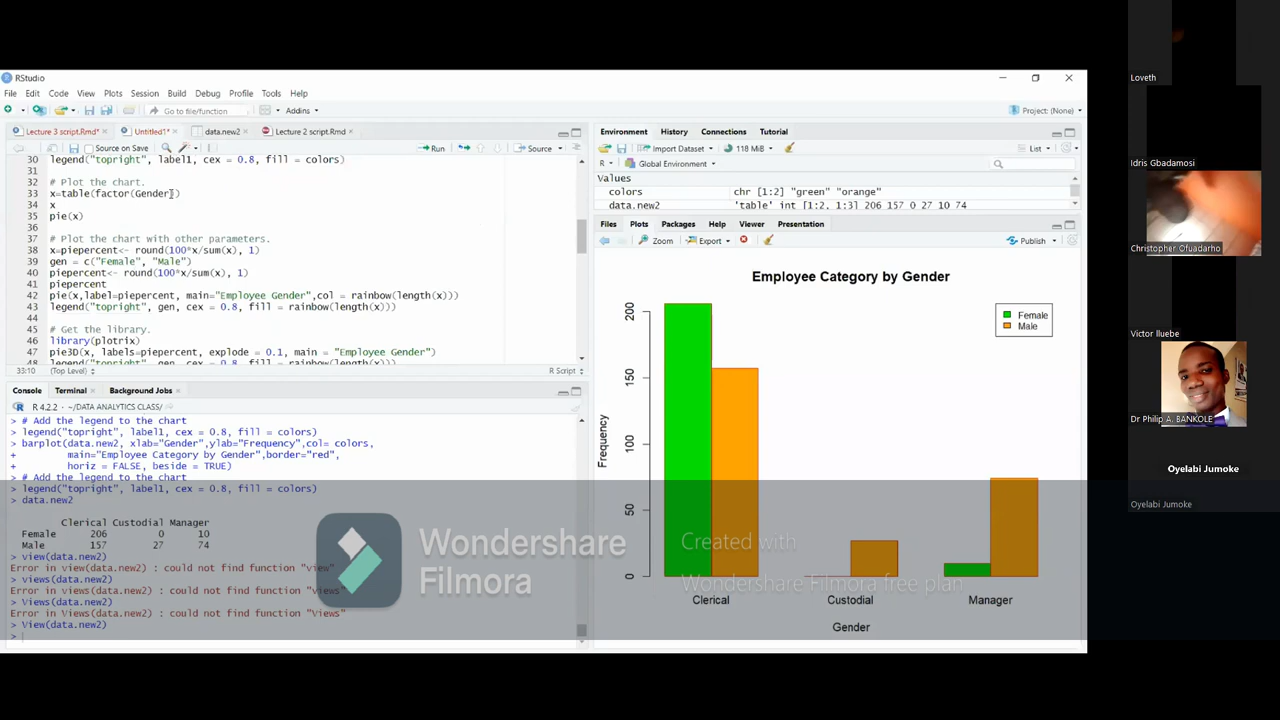 RStudio
File Edit Code View Plots Session Build Debug Profile Tools Help
Go to file/function Addins Project: (None)
Lecture 3 script.Rmd* Untitled1* data.new2 Lecture 2 script.Rmd
Source on Save Run Source
30 legend("topright", label1, cex = 0.8, fill = colors)
31
32 # Plot the chart.
33 x=table(factor(Gender))
34 x
35 pie(x)
36
37 # Plot the chart with other parameters.
38 x=piepercent<- round(100*x/sum(x), 1)
39 gen = c("Female", "Male")
40 piepercent<- round(100*x/sum(x), 1)
41 piepercent
42 pie(x,label=piepercent, main="Employee Gender",col = rainbow(length(x)))
43 legend("topright", gen, cex = 0.8, fill = rainbow(length(x)))
44
45 # Get the library.
46 library(plotrix)
47 pie3D(x, labels=piepercent, explode = 0.1, main = "Employee Gender")
48 legend("topright", gen, cex = 0.8, fill = rainbow(length(x)))
33:10 (Top Level) R Script
Console Terminal Background Jobs
R 4.2.2 · ~/DATA ANALYTICS CLASS/
> # Add the legend to the chart
> legend("topright", label1, cex = 0.8, fill = colors)
> barplot(data.new2, xlab="Gender",ylab="Frequency",col= colors,
+ main="Employee Category by Gender",border="red",
+ horiz = FALSE, beside = TRUE)
> # Add the legend to the chart
> legend("topright", label1, cex = 0.8, fill = colors)
> data.new2
Clerical Custodial Manager
Female 206 0 10
Male 157 27 74
> view(data.new2)
Error in view(data.new2) : could not find function "view"
> views(data.new2)
Error in views(data.new2) : could not find function "views"
> Views(data.new2)
Error in Views(data.new2) : could not find function "Views"
> View(data.new2)
>
Environment History Connections Tutorial
Import Dataset 118 MiB List
R Global Environment
Values
colors chr [1:2] "green" "orange"
data.new2 'table' int [1:2, 1:3] 206 157 0 27 10 74
Files Plots Packages Help Viewer Presentation
Zoom Export Publish
Employee Category by Gender
Female
Male
200
150
100
50
0
Frequency
Clerical Custodial Manager
Gender
Wondershare
Filmora
Created with
Wondershare Filmora free plan
Loveth
Idris Gbadamosi
Christopher Ofuadarho
Victor Iluebe
Dr Philip A. BANKOLE
Oyelabi Jumoke
Oyelabi Jumoke